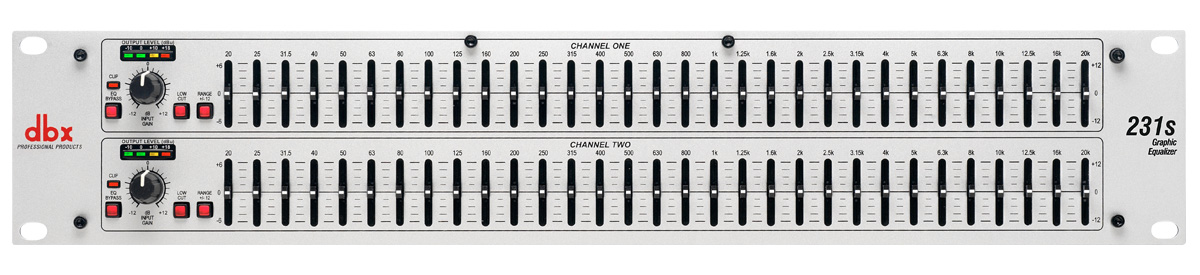 OUTPUT LEVEL (dBu)
-10 0 +10 +18
CHANNEL ONE
20 25 31.5 40 50 63 80 100 125 160 200 250 315 400 500 630 800 1k 1.25k 1.6k 2k 2.5k 3.15k 4k 5k 6.3k 8k 10k 12.5k 16k 20k
0
+6 +12
CLIP
EQ BYPASS
LOW CUT
RANGE +/-12
0 0
-12 dB +12
INPUT GAIN
-6 -12
dbx
PROFESSIONAL PRODUCTS
231s
Graphic
Equalizer
OUTPUT LEVEL (dBu)
-10 0 +10 +18
CHANNEL TWO
20 25 31.5 40 50 63 80 100 125 160 200 250 315 400 500 630 800 1k 1.25k 1.6k 2k 2.5k 3.15k 4k 5k 6.3k 8k 10k 12.5k 16k 20k
0
+6 +12
CLIP
EQ BYPASS
LOW CUT
RANGE +/-12
0 0
-12 dB +12
INPUT GAIN
-6 -12